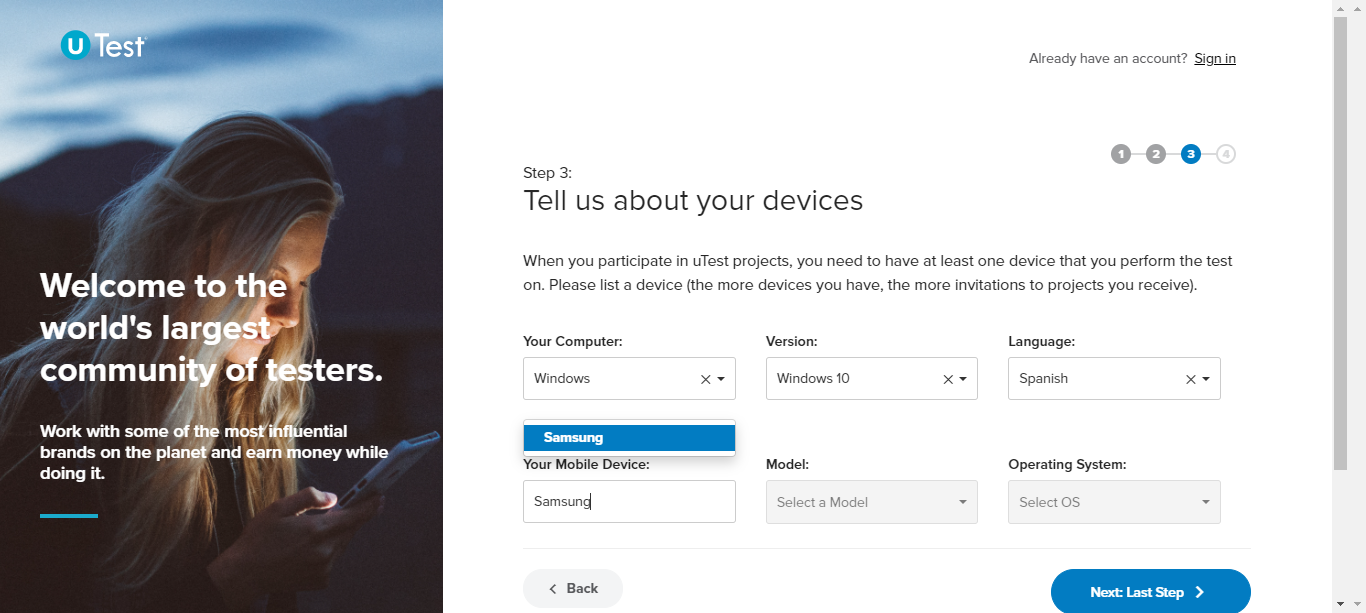 uTest
Already have an account? Sign in
1 2 3 4
Step 3:
Tell us about your devices
Welcome to the
world's largest
community of testers.
Work with some of the most influential
brands on the planet and earn money while
doing it.
When you participate in uTest projects, you need to have at least one device that you perform the test
on. Please list a device (the more devices you have, the more invitations to projects you receive).
Your Computer: Version: Language:
Windows Windows 10 Spanish
Samsung
Your Mobile Device: Model: Operating System:
Samsung Select a Model Select OS
Back Next: Last Step